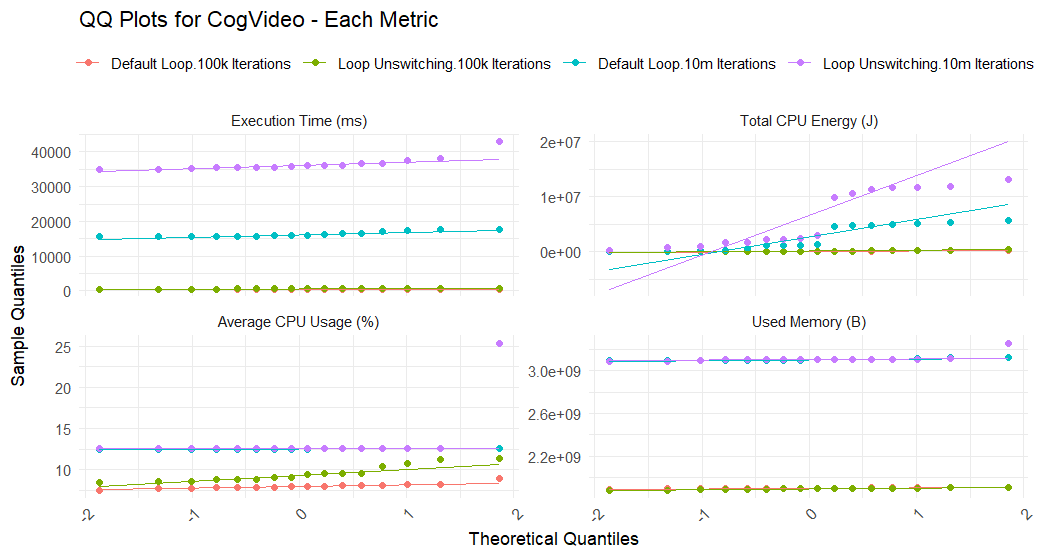 QQ Plots for CogVideo - Each Metric
Default Loop.100k Iterations Loop Unswitching.100k Iterations Default Loop.10m Iterations Loop Unswitching.10m Iterations
Execution Time (ms) Total CPU Energy (J)
40000
30000
20000
10000
0
2e+07
1e+07
0e+00
Average CPU Usage (%) Used Memory (B)
25
20
15
10
3.0e+09
2.6e+09
2.2e+09
-2 -1 0 1 2 -2 -1 0 1 2
Sample Quantiles
Theoretical Quantiles